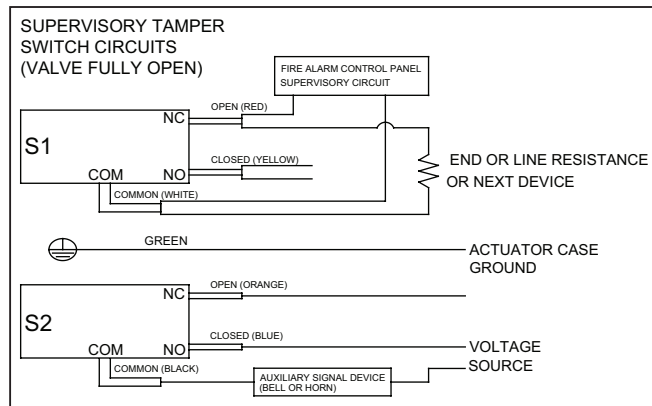 SUPERVISORY TAMPER
SWITCH CIRCUITS
(VALVE FULLY OPEN)
FIRE ALARM CONTROL PANEL
SUPERVISORY CIRCUIT
OPEN (RED)
NC
S1
CLOSED (YELLOW)
NO
COM
COMMON (WHITE)
END OR LINE RESISTANCE
OR NEXT DEVICE
GREEN
ACTUATOR CASE
GROUND
OPEN (ORANGE)
NC
S2
CLOSED (BLUE)
NO
COM
COMMON (BLACK)
VOLTAGE
SOURCE
AUXILIARY SIGNAL DEVICE
(BELL OR HORN)